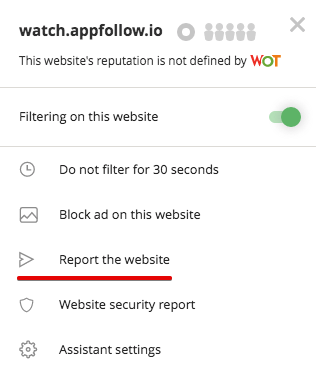 watch.appfollow.io
This website's reputation is not defined by WOT
Filtering on this website
Do not filter for 30 seconds
Block ad on this website
Report the website
Website security report
Assistant settings